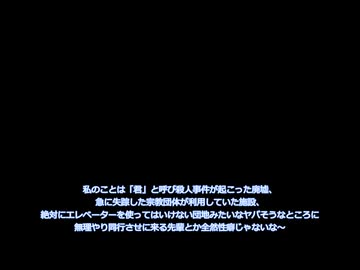 私のことは「君」と呼び殺人事件が起こった廃墟、
急に失踪した宗教団体が利用していた施設、
絶対にエレベーターを使ってはいけない団地みたいなヤバそうなところに
無理やり同行させに来る先輩とか全然性癖じゃないな～